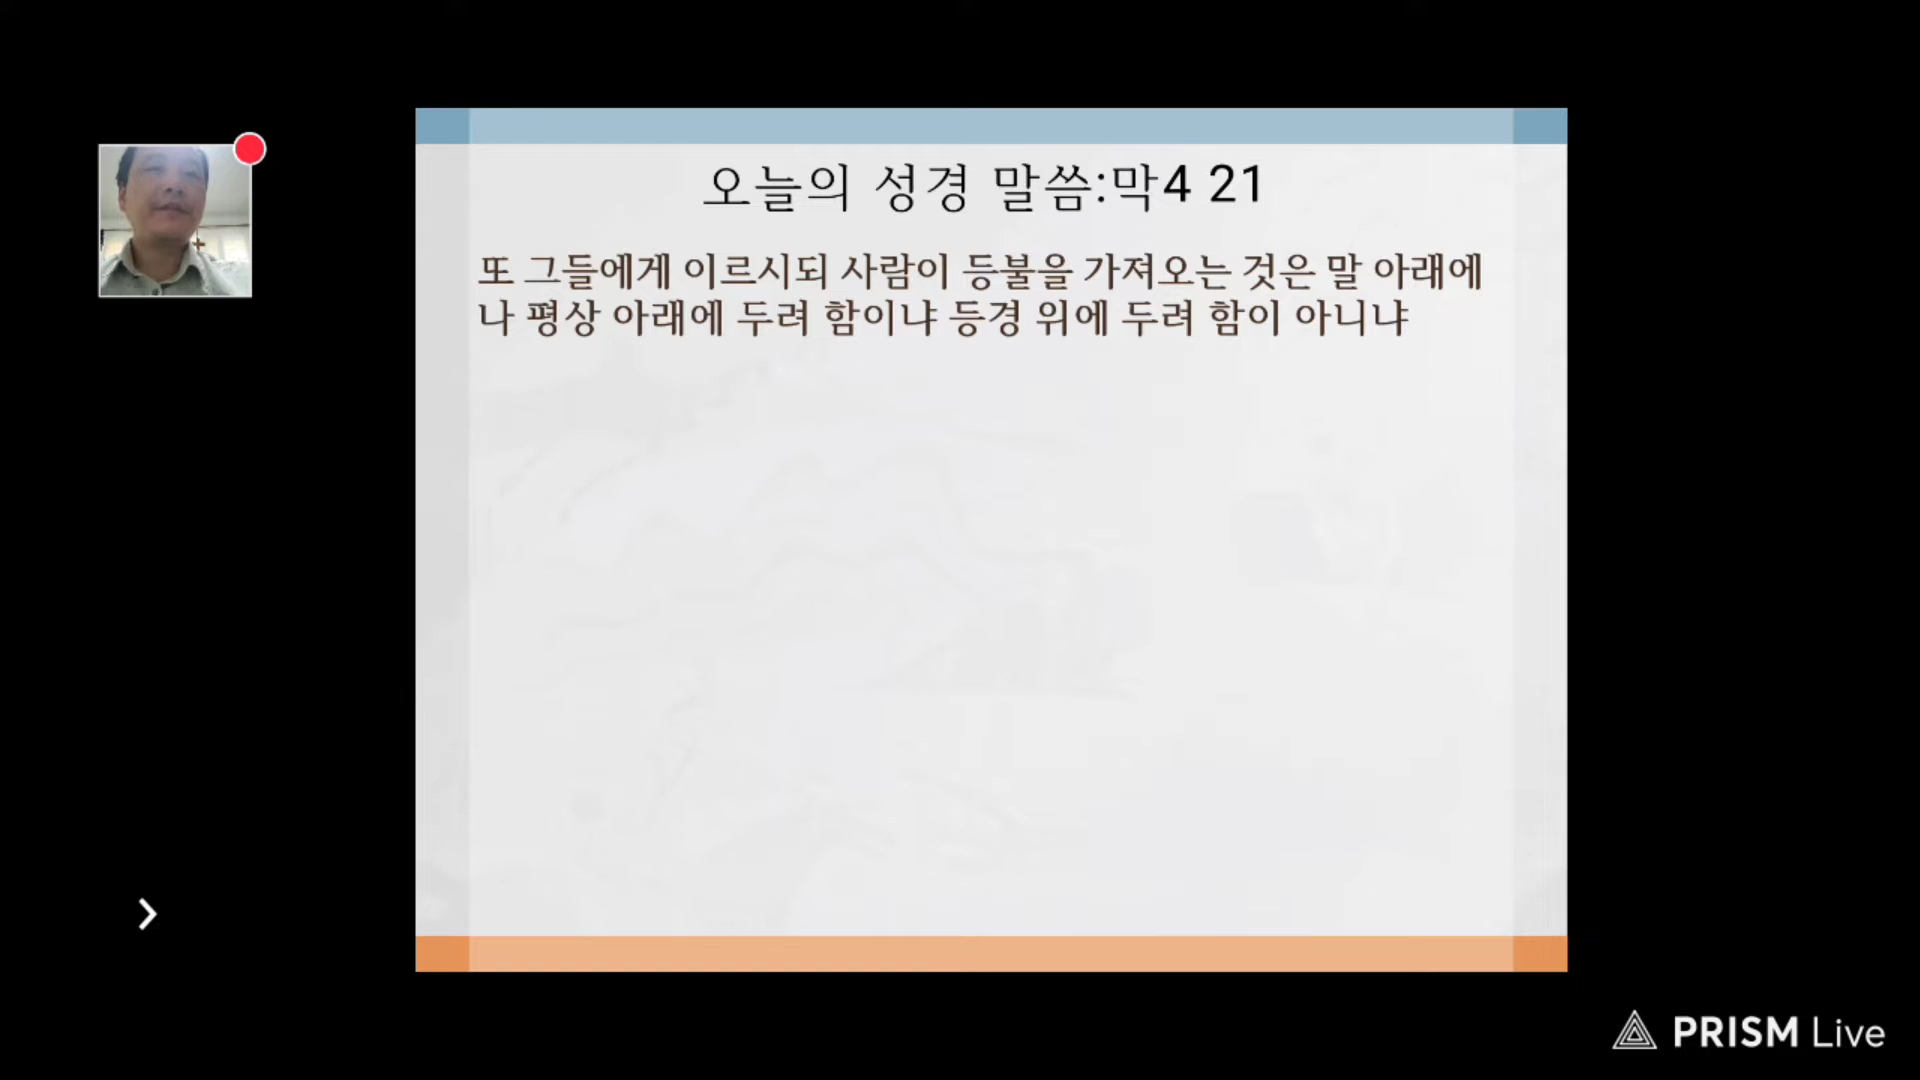 오늘의 성경 말씀:막4 21
또 그들에게 이르시되 사람이 등불을 가져오는 것은 말 아래에
나 평상 아래에 두려 함이냐 등경 위에 두려 함이 아니냐
PRISM Live